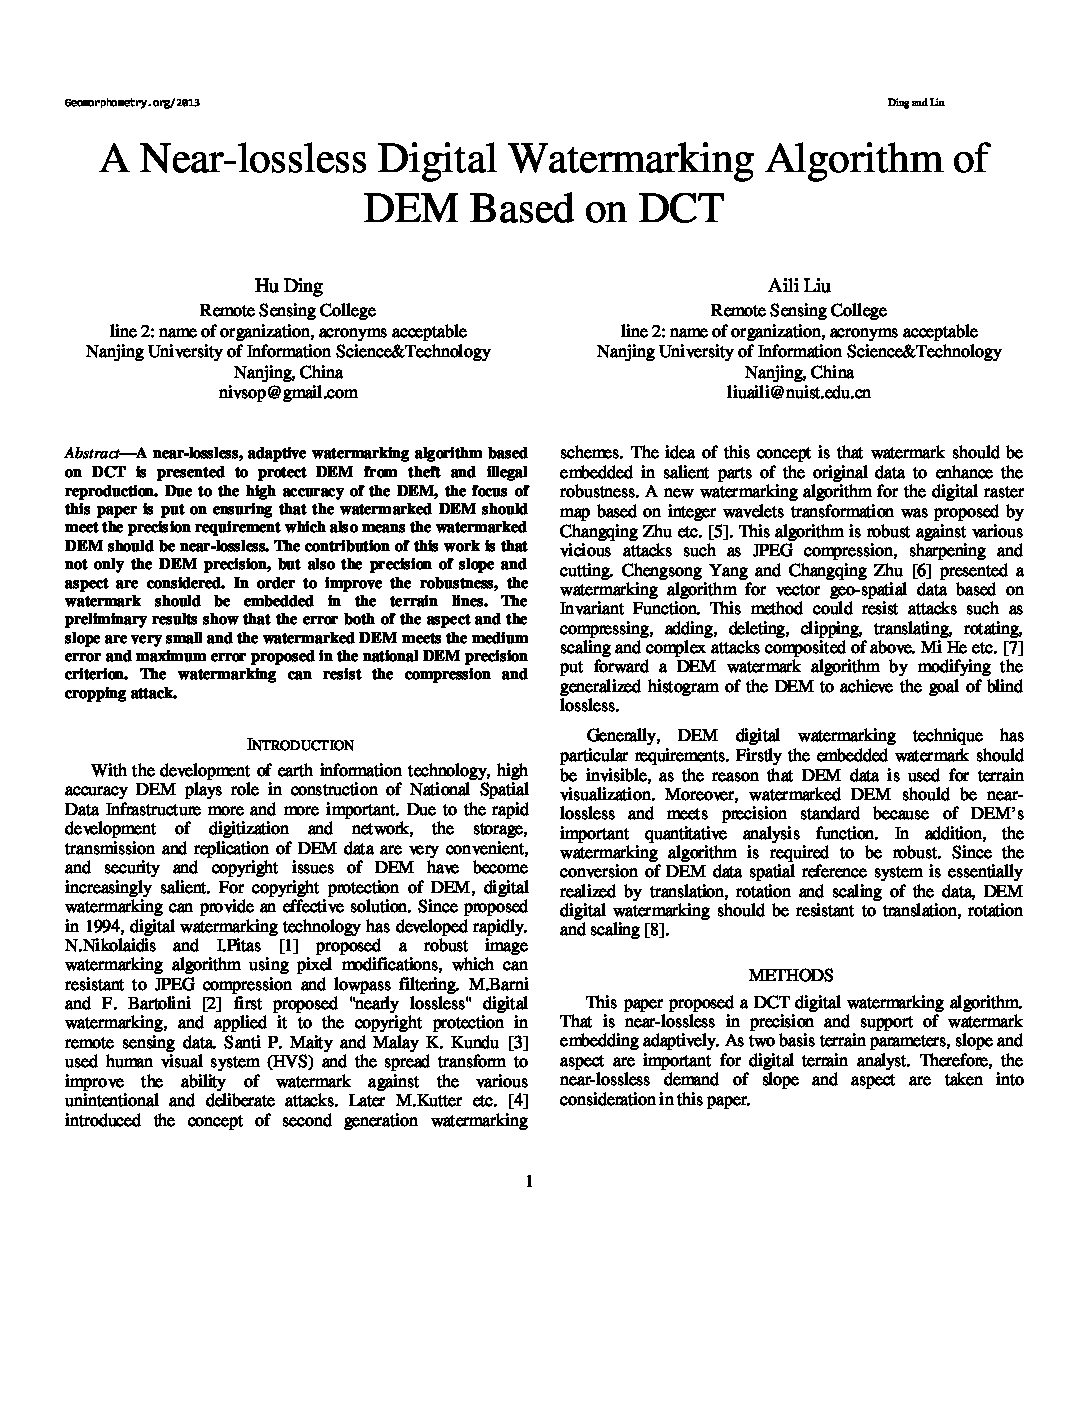 Geomorphometry.org/2013
Ding and Liu
A Near-lossless Digital Watermarking Algorithm of
DEM Based on DCT
Hu Ding
Remote Sensing College
line 2: name of organization, acronyms acceptable
Nanjing University of Information Science&Technology
Nanjing, China
nivsop@gmail.com
Aili Liu
Remote Sensing College
line 2: name of organization, acronyms acceptable
Nanjing University of Information Science&Technology
Nanjing, China
liuaili@nuist.edu.cn
Abstract—A near-lossless, adaptive watermarking algorithm based
on DCT is presented to protect DEM from theft and illegal
reproduction. Due to the high accuracy of the DEM, the focus of
this paper is put on ensuring that the watermarked DEM should
meet the precision requirement which also means the watermarked
DEM should be near-lossless. The contribution of this work is that
not only the DEM precision, but also the precision of slope and
aspect are considered. In order to improve the robustness, the
watermark should be embedded in the terrain lines. The
preliminary results show that the error both of the aspect and the
slope are very small and the watermarked DEM meets the medium
error and maximum error proposed in the national DEM precision
criterion. The watermarking can resist the compression and
cropping attack.
INTRODUCTION
With the development of earth information technology, high
accuracy DEM plays role in construction of National Spatial
Data Infrastructure more and more important. Due to the rapid
development of digitization and network, the storage,
transmission and replication of DEM data are very convenient,
and security and copyright issues of DEM have become
increasingly salient. For copyright protection of DEM, digital
watermarking can provide an effective solution. Since proposed
in 1994, digital watermarking technology has developed rapidly.
N.Nikolaidis and I.Pitas [1] proposed a robust image
watermarking algorithm using pixel modifications, which can
resistant to JPEG compression and lowpass filtering. M.Barni
and F. Bartolini [2] first proposed "nearly lossless" digital
watermarking, and applied it to the copyright protection in
remote sensing data. Santi P. Maity and Malay K. Kundu [3]
used human visual system (HVS) and the spread transform to
improve the ability of watermark against the various
unintentional and deliberate attacks. Later M.Kutter etc. [4]
introduced the concept of second generation watermarking
schemes. The idea of this concept is that watermark should be
embedded in salient parts of the original data to enhance the
robustness. A new watermarking algorithm for the digital raster
map based on integer wavelets transformation was proposed by
Changqing Zhu etc. [5]. This algorithm is robust against various
vicious attacks such as JPEG compression, sharpening and
cutting. Chengsong Yang and Changqing Zhu [6] presented a
watermarking algorithm for vector geo-spatial data based on
Invariant Function. This method could resist attacks such as
compressing, adding, deleting, clipping, translating, rotating,
scaling and complex attacks composited of above. Mi He etc. [7]
put forward a DEM watermark algorithm by modifying the
generalized histogram of the DEM to achieve the goal of blind
lossless.
Generally, DEM digital watermarking technique has
particular requirements. Firstly the embedded watermark should
be invisible, as the reason that DEM data is used for terrain
visualization. Moreover, watermarked DEM should be near-
lossless and meets precision standard because of DEM's
important quantitative analysis function. In addition, the
watermarking algorithm is required to be robust. Since the
conversion of DEM data spatial reference system is essentially
realized by translation, rotation and scaling of the data, DEM
digital watermarking should be resistant to translation, rotation
and scaling [8].
METHODS
This paper proposed a DCT digital watermarking algorithm.
That is near-lossless in precision and support of watermark
embedding adaptively. As two basis terrain parameters, slope and
aspect are important for digital terrain analyst. Therefore, the
near-lossless demand of slope and aspect are taken into
consideration in this paper.
1